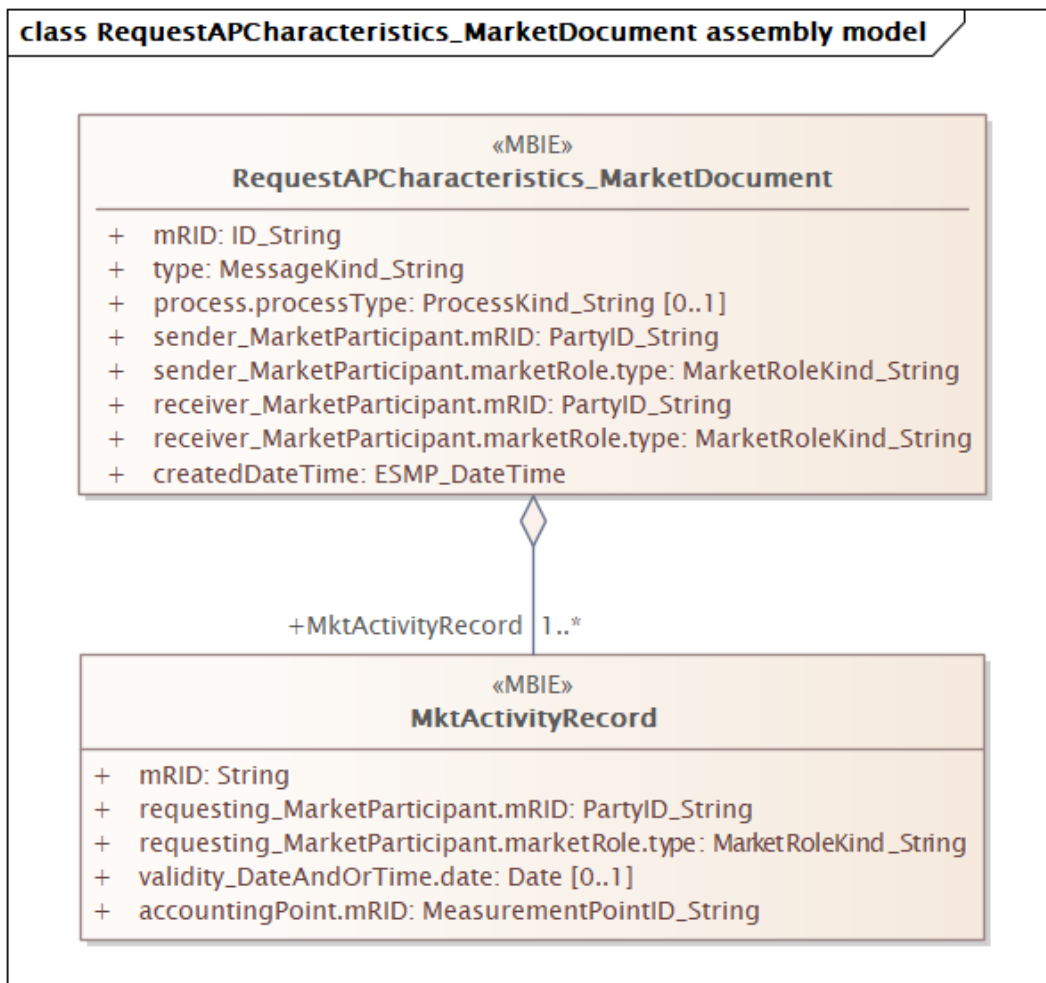 class RequestAPCharacteristics_MarketDocument assembly model
«MBIE»
RequestAPCharacteristics_MarketDocument
+ mRID: ID_String
+ type: MessageKind_String
+ process.processType: ProcessKind_String [0..1]
+ sender_MarketParticipant.mRID: PartyID_String
+ sender_MarketParticipant.marketRole.type: MarketRoleKind_String
+ receiver_MarketParticipant.mRID: PartyID_String
+ receiver_MarketParticipant.marketRole.type: MarketRoleKind_String
+ createdDateTime: ESMP_DateTime
+MktActivityRecord 1..*
«MBIE»
MktActivityRecord
+ mRID: String
+ requesting_MarketParticipant.mRID: PartyID_String
+ requesting_MarketParticipant.marketRole.type: MarketRoleKind_String
+ validity_DateAndOrTime.date: Date [0..1]
+ accountingPoint.mRID: MeasurementPointID_String